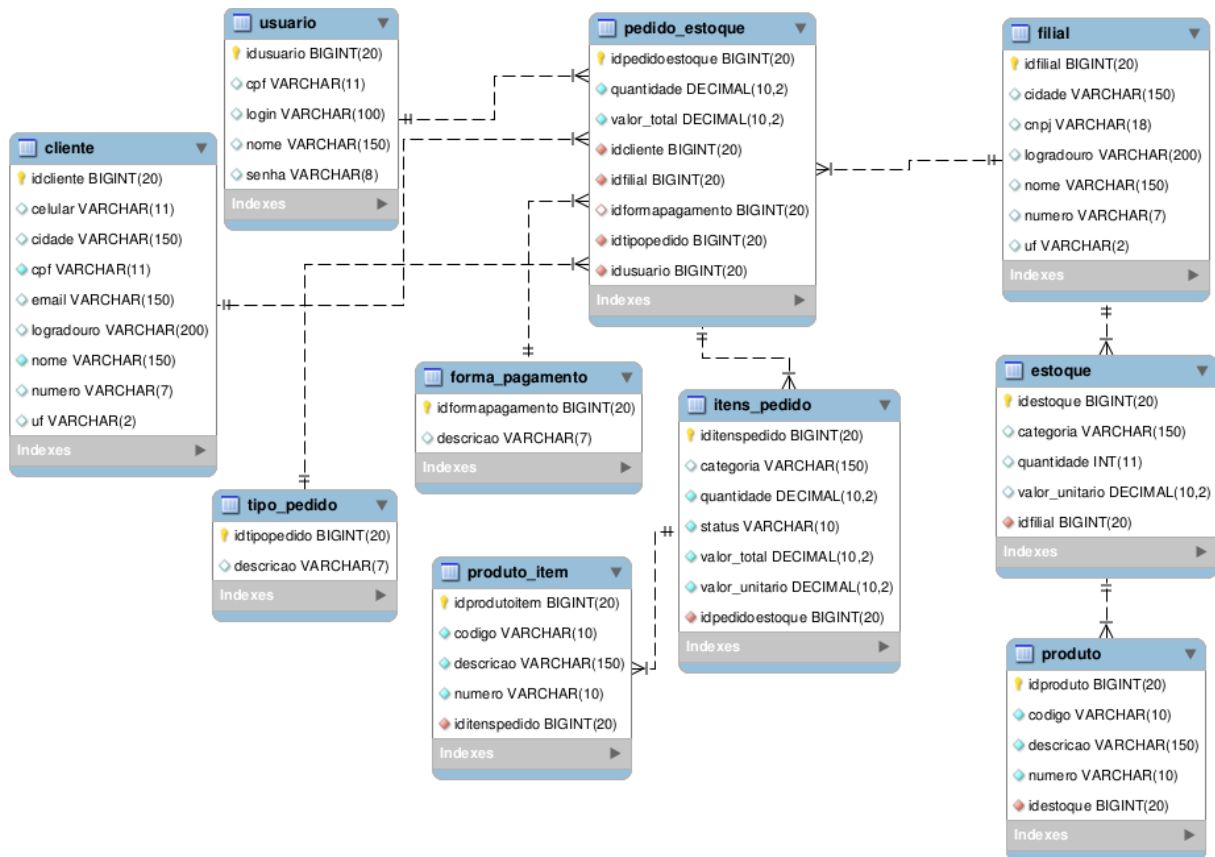 usuario
idusuario BIGINT(20)
cpf VARCHAR(11)
login VARCHAR(100)
nome VARCHAR(150)
senha VARCHAR(8)
Indexes
cliente
idcliente BIGINT(20)
celular VARCHAR(11)
cidade VARCHAR(150)
cpf VARCHAR(11)
email VARCHAR(150)
logradouro VARCHAR(200)
nome VARCHAR(150)
numero VARCHAR(7)
uf VARCHAR(2)
Indexes
pedido_estoque
idpedidoestoque BIGINT(20)
quantidade DECIMAL(10,2)
valor_total DECIMAL(10,2)
idcliente BIGINT(20)
idfilial BIGINT(20)
idformapagamento BIGINT(20)
idtipopedido BIGINT(20)
idusuario BIGINT(20)
Indexes
filial
idfilial BIGINT(20)
cidade VARCHAR(150)
cnpj VARCHAR(18)
logradouro VARCHAR(200)
nome VARCHAR(150)
numero VARCHAR(7)
uf VARCHAR(2)
Indexes
forma_pagamento
idformapagamento BIGINT(20)
descricao VARCHAR(7)
Indexes
tipo_pedido
idtipopedido BIGINT(20)
descricao VARCHAR(7)
Indexes
itens_pedido
iditenspedido BIGINT(20)
categoria VARCHAR(150)
quantidade DECIMAL(10,2)
status VARCHAR(10)
valor_total DECIMAL(10,2)
valor_unitario DECIMAL(10,2)
idpedidoestoque BIGINT(20)
Indexes
estoque
idestoque BIGINT(20)
categoria VARCHAR(150)
quantidade INT(11)
valor_unitario DECIMAL(10,2)
idfilial BIGINT(20)
Indexes
produto_item
idprodutoitem BIGINT(20)
codigo VARCHAR(10)
descricao VARCHAR(150)
numero VARCHAR(10)
iditenspedido BIGINT(20)
Indexes
produto
idproduto BIGINT(20)
codigo VARCHAR(10)
descricao VARCHAR(150)
numero VARCHAR(10)
idestoque BIGINT(20)
Indexes